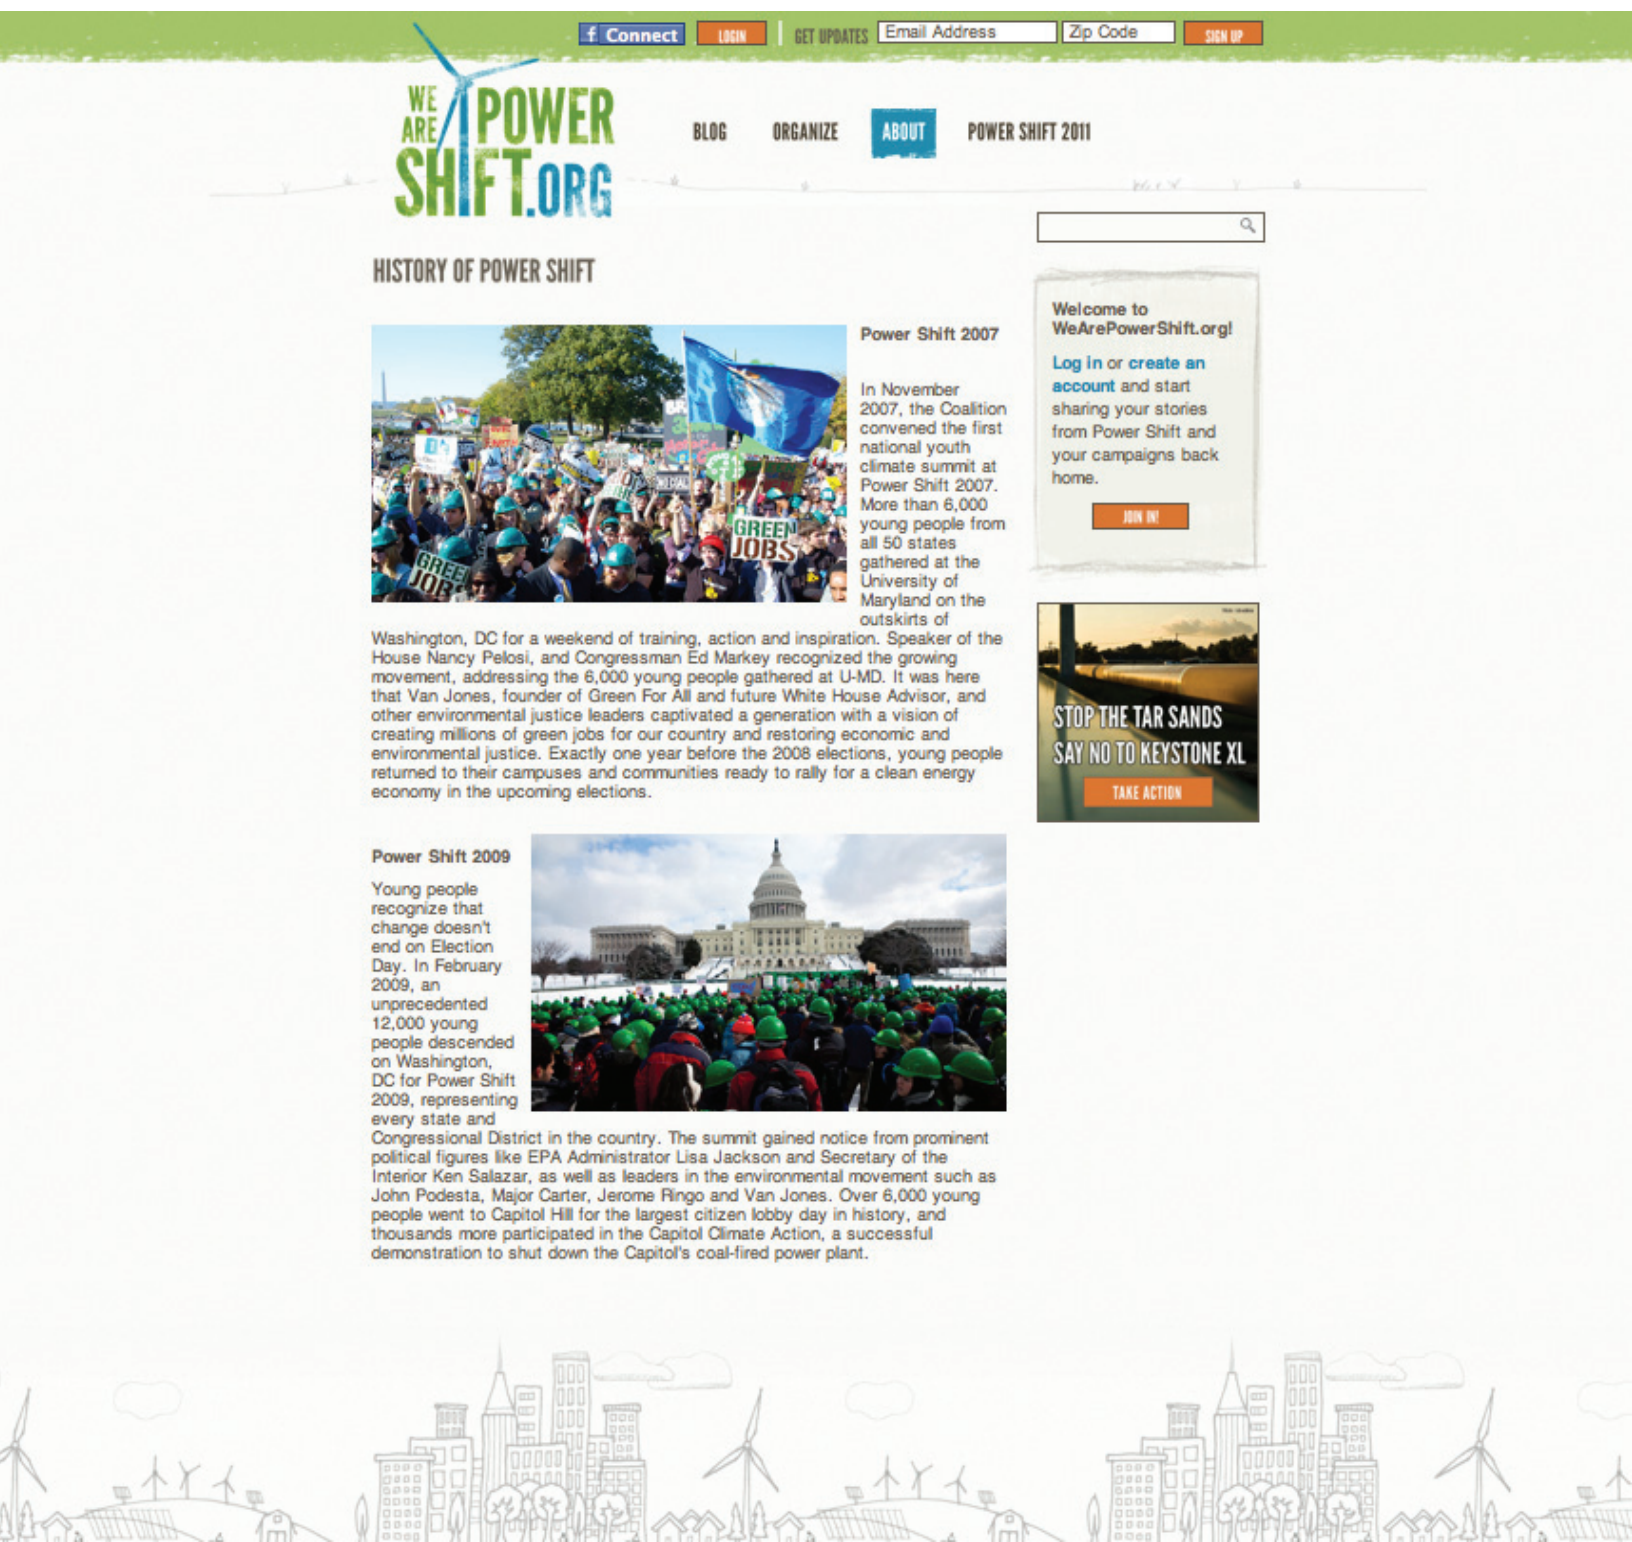 f Connect
LOGIN
GET UPDATES
Email Address
Zip Code
SIGN UP
WE ARE POWER SHIFT.ORG
BLOG
ORGANIZE
ABOUT
POWER SHIFT 2011
HISTORY OF POWER SHIFT
GREEN
JOBS
GREEN
JOBS
Power Shift 2007
In November
2007, the Coalition
convened the first
national youth
climate summit at
Power Shift 2007.
More than 6,000
young people from
all 50 states
gathered at the
University of
Maryland on the
outskirts of
Washington, DC for a weekend of training, action and inspiration. Speaker of the
House Nancy Pelosi, and Congressman Ed Markey recognized the growing
movement, addressing the 6,000 young people gathered at U-MD. It was here
that Van Jones, founder of Green For All and future White House Advisor, and
other environmental justice leaders captivated a generation with a vision of
creating millions of green jobs for our country and restoring economic and
environmental justice. Exactly one year before the 2008 elections, young people
returned to their campuses and communities ready to rally for a clean energy
economy in the upcoming elections.
Power Shift 2009
Young people
recognize that
change doesn't
end on Election
Day. In February
2009, an
unprecedented
12,000 young
people descended
on Washington,
DC for Power Shift
2009, representing
every state and
Congressional District in the country. The summit gained notice from prominent
political figures like EPA Administrator Lisa Jackson and Secretary of the
Interior Ken Salazar, as well as leaders in the environmental movement such as
John Podesta, Major Carter, Jerome Ringo and Van Jones. Over 6,000 young
people went to Capitol Hill for the largest citizen lobby day in history, and
thousands more participated in the Capitol Climate Action, a successful
demonstration to shut down the Capitol's coal-fired power plant.
Welcome to
WeArePowerShift.org!
Log in or create an
account and start
sharing your stories
from Power Shift and
your campaigns back
home.
JOIN IN!
STOP THE TAR SANDS
SAY NO TO KEYSTONE XL
TAKE ACTION